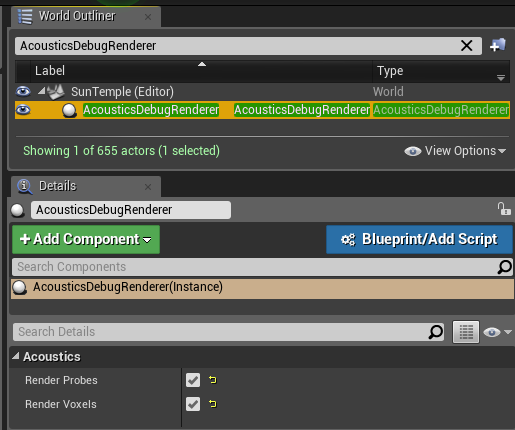 World Outliner
AcousticsDebugRenderer
Label Type
SunTemple (Editor) World
AcousticsDebugRenderer AcousticsDebugRenderer AcousticsDebugRenderer
Showing 1 of 655 actors (1 selected) View Options
Details
AcousticsDebugRenderer
+ Add Component Blueprint/Add Script
Search Components
AcousticsDebugRenderer(Instance)
Search Details
Acoustics
Render Probes
Render Voxels